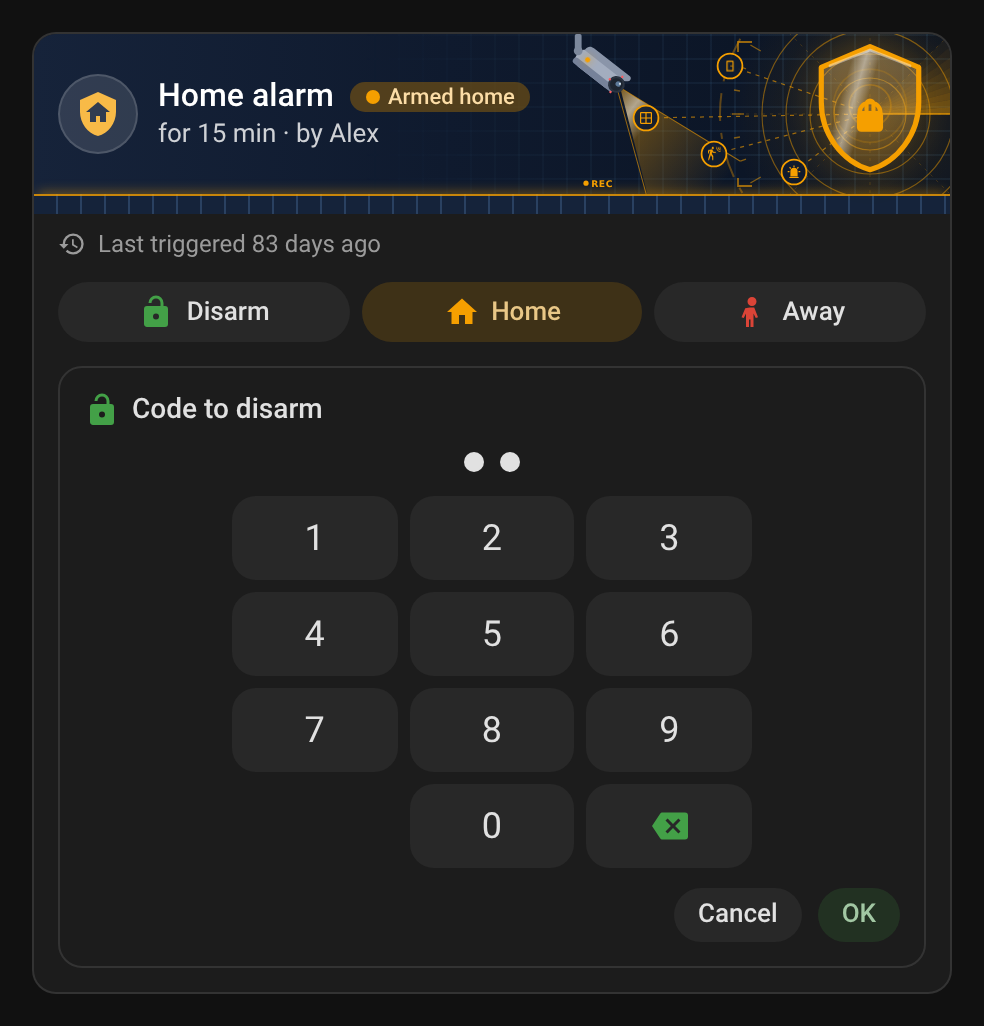 Home alarm
Armed home
for 15 min · by Alex
REC
Last triggered 83 days ago
Disarm
Home
Away
Code to disarm
1 2 3
4 5 6
7 8 9
0
Cancel OK